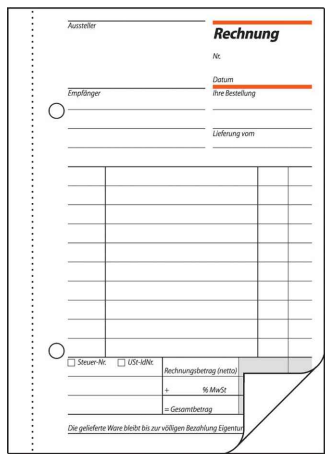 Aussteller
Rechnung
Nr.
Datum
Empfänger
Ihre Bestellung
Lieferung vom
Steuer-Nr. USt-IdNr.
Rechnungsbetrag (netto)
+ % MwSt
= Gesamtbetrag
Die gelieferte Ware bleibt bis zur völligen Bezahlung Eigentum